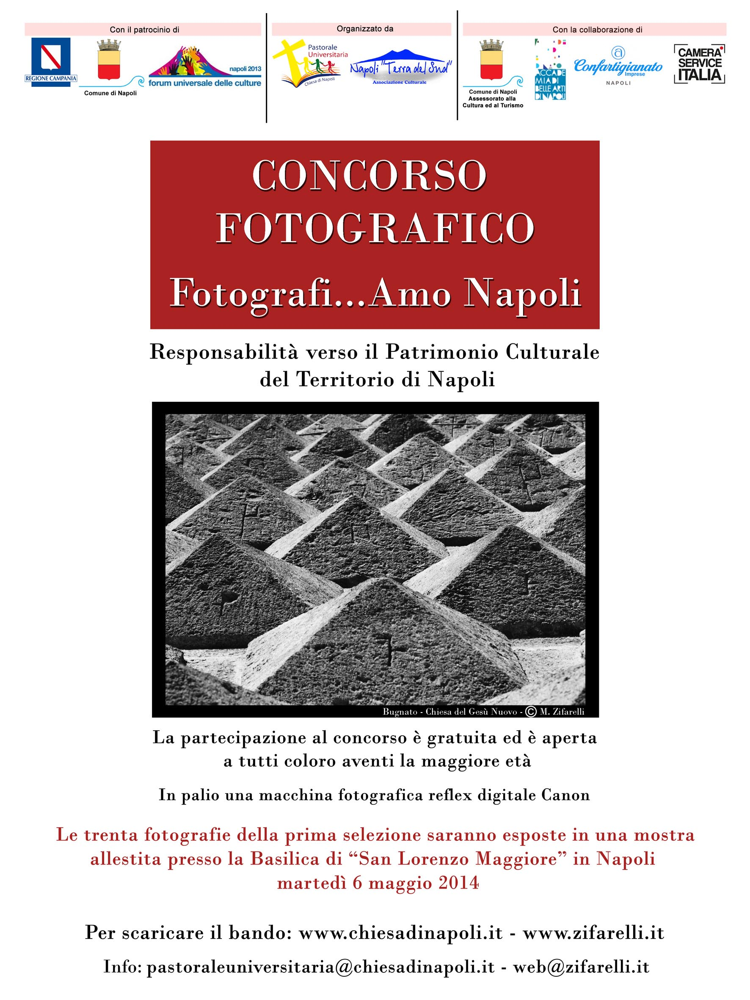 Con il patrocinio di
REGIONE CAMPANIA
Comune di Napoli
napoli 2013
forum universale delle culture
Organizzato da
Pastorale
Universitaria
Chiesa di Napoli
Napoli "Terra del Sud"
Associazione Culturale
Con la collaborazione di
Comune di Napoli
Assessorato alla
Cultura ed al Turismo
ACCADE
MIA DI
BELLE ARTI
DI NAPOLI
Confartigianato
Imprese
NAPOLI
CAMERA
SERVICE
ITALIA
CONCORSO
FOTOGRAFICO
Fotografi...Amo Napoli
Responsabilità verso il Patrimonio Culturale
del Territorio di Napoli
Bugnato - Chiesa del Gesù Nuovo - © M. Zifarelli
La partecipazione al concorso è gratuita ed è aperta
a tutti coloro aventi la maggiore età
In palio una macchina fotografica reflex digitale Canon
Le trenta fotografie della prima selezione saranno esposte in una mostra
allestita presso la Basilica di “San Lorenzo Maggiore” in Napoli
martedì 6 maggio 2014
Per scaricare il bando: www.chiesadinapoli.it - www.zifarelli.it
Info: pastoraleuniversitaria@chiesadinapoli.it - web@zifarelli.it